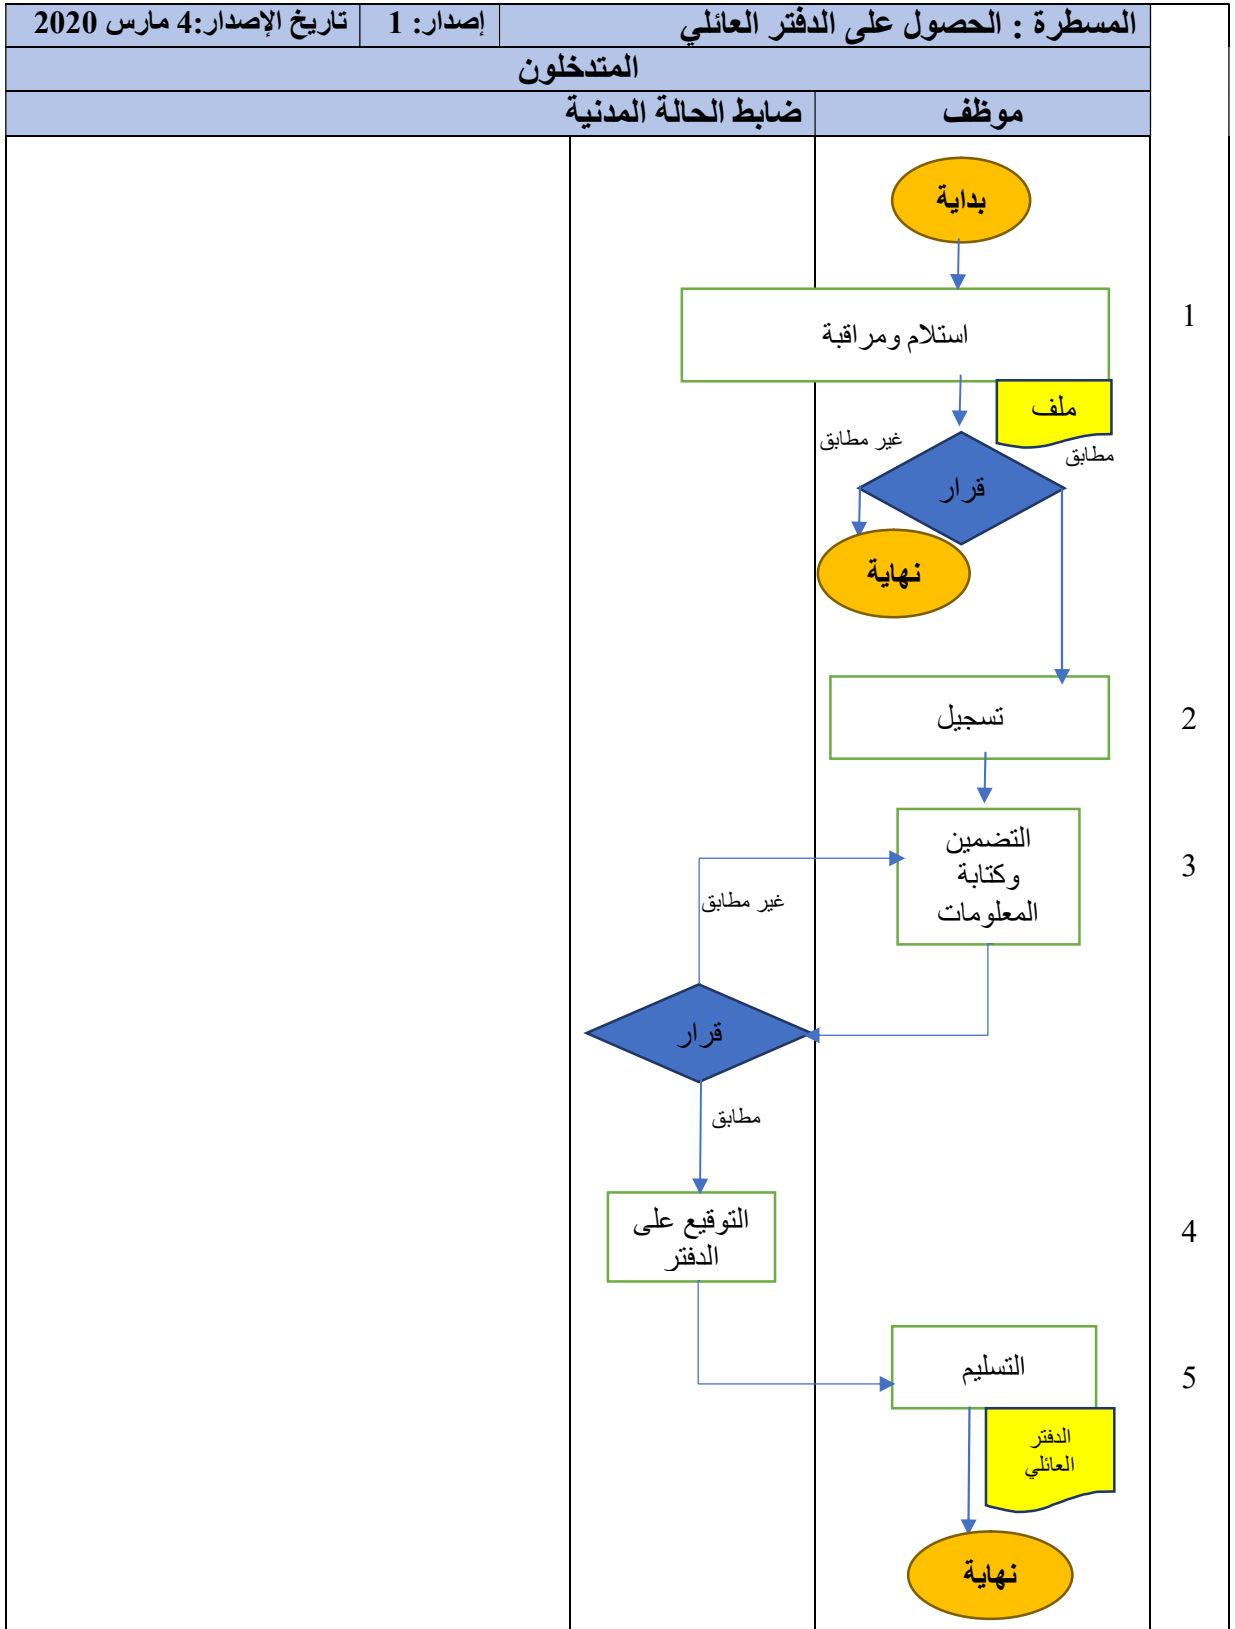 المسطرة : الحصول على الدفتر العائلي
إصدار: 1
تاريخ الإصدار:4 مارس 2020
المتدخلون
موظف
ضابط الحالة المدنية
بداية
1
استلام ومراقبة
ملف
غير مطابق
مطابق
قرار
نهاية
2
تسجيل
3
التضمين
وكتابة
المعلومات
غير مطابق
قرار
مطابق
4
التوقيع على
الدفتر
5
التسليم
الدفتر
العائلي
نهاية